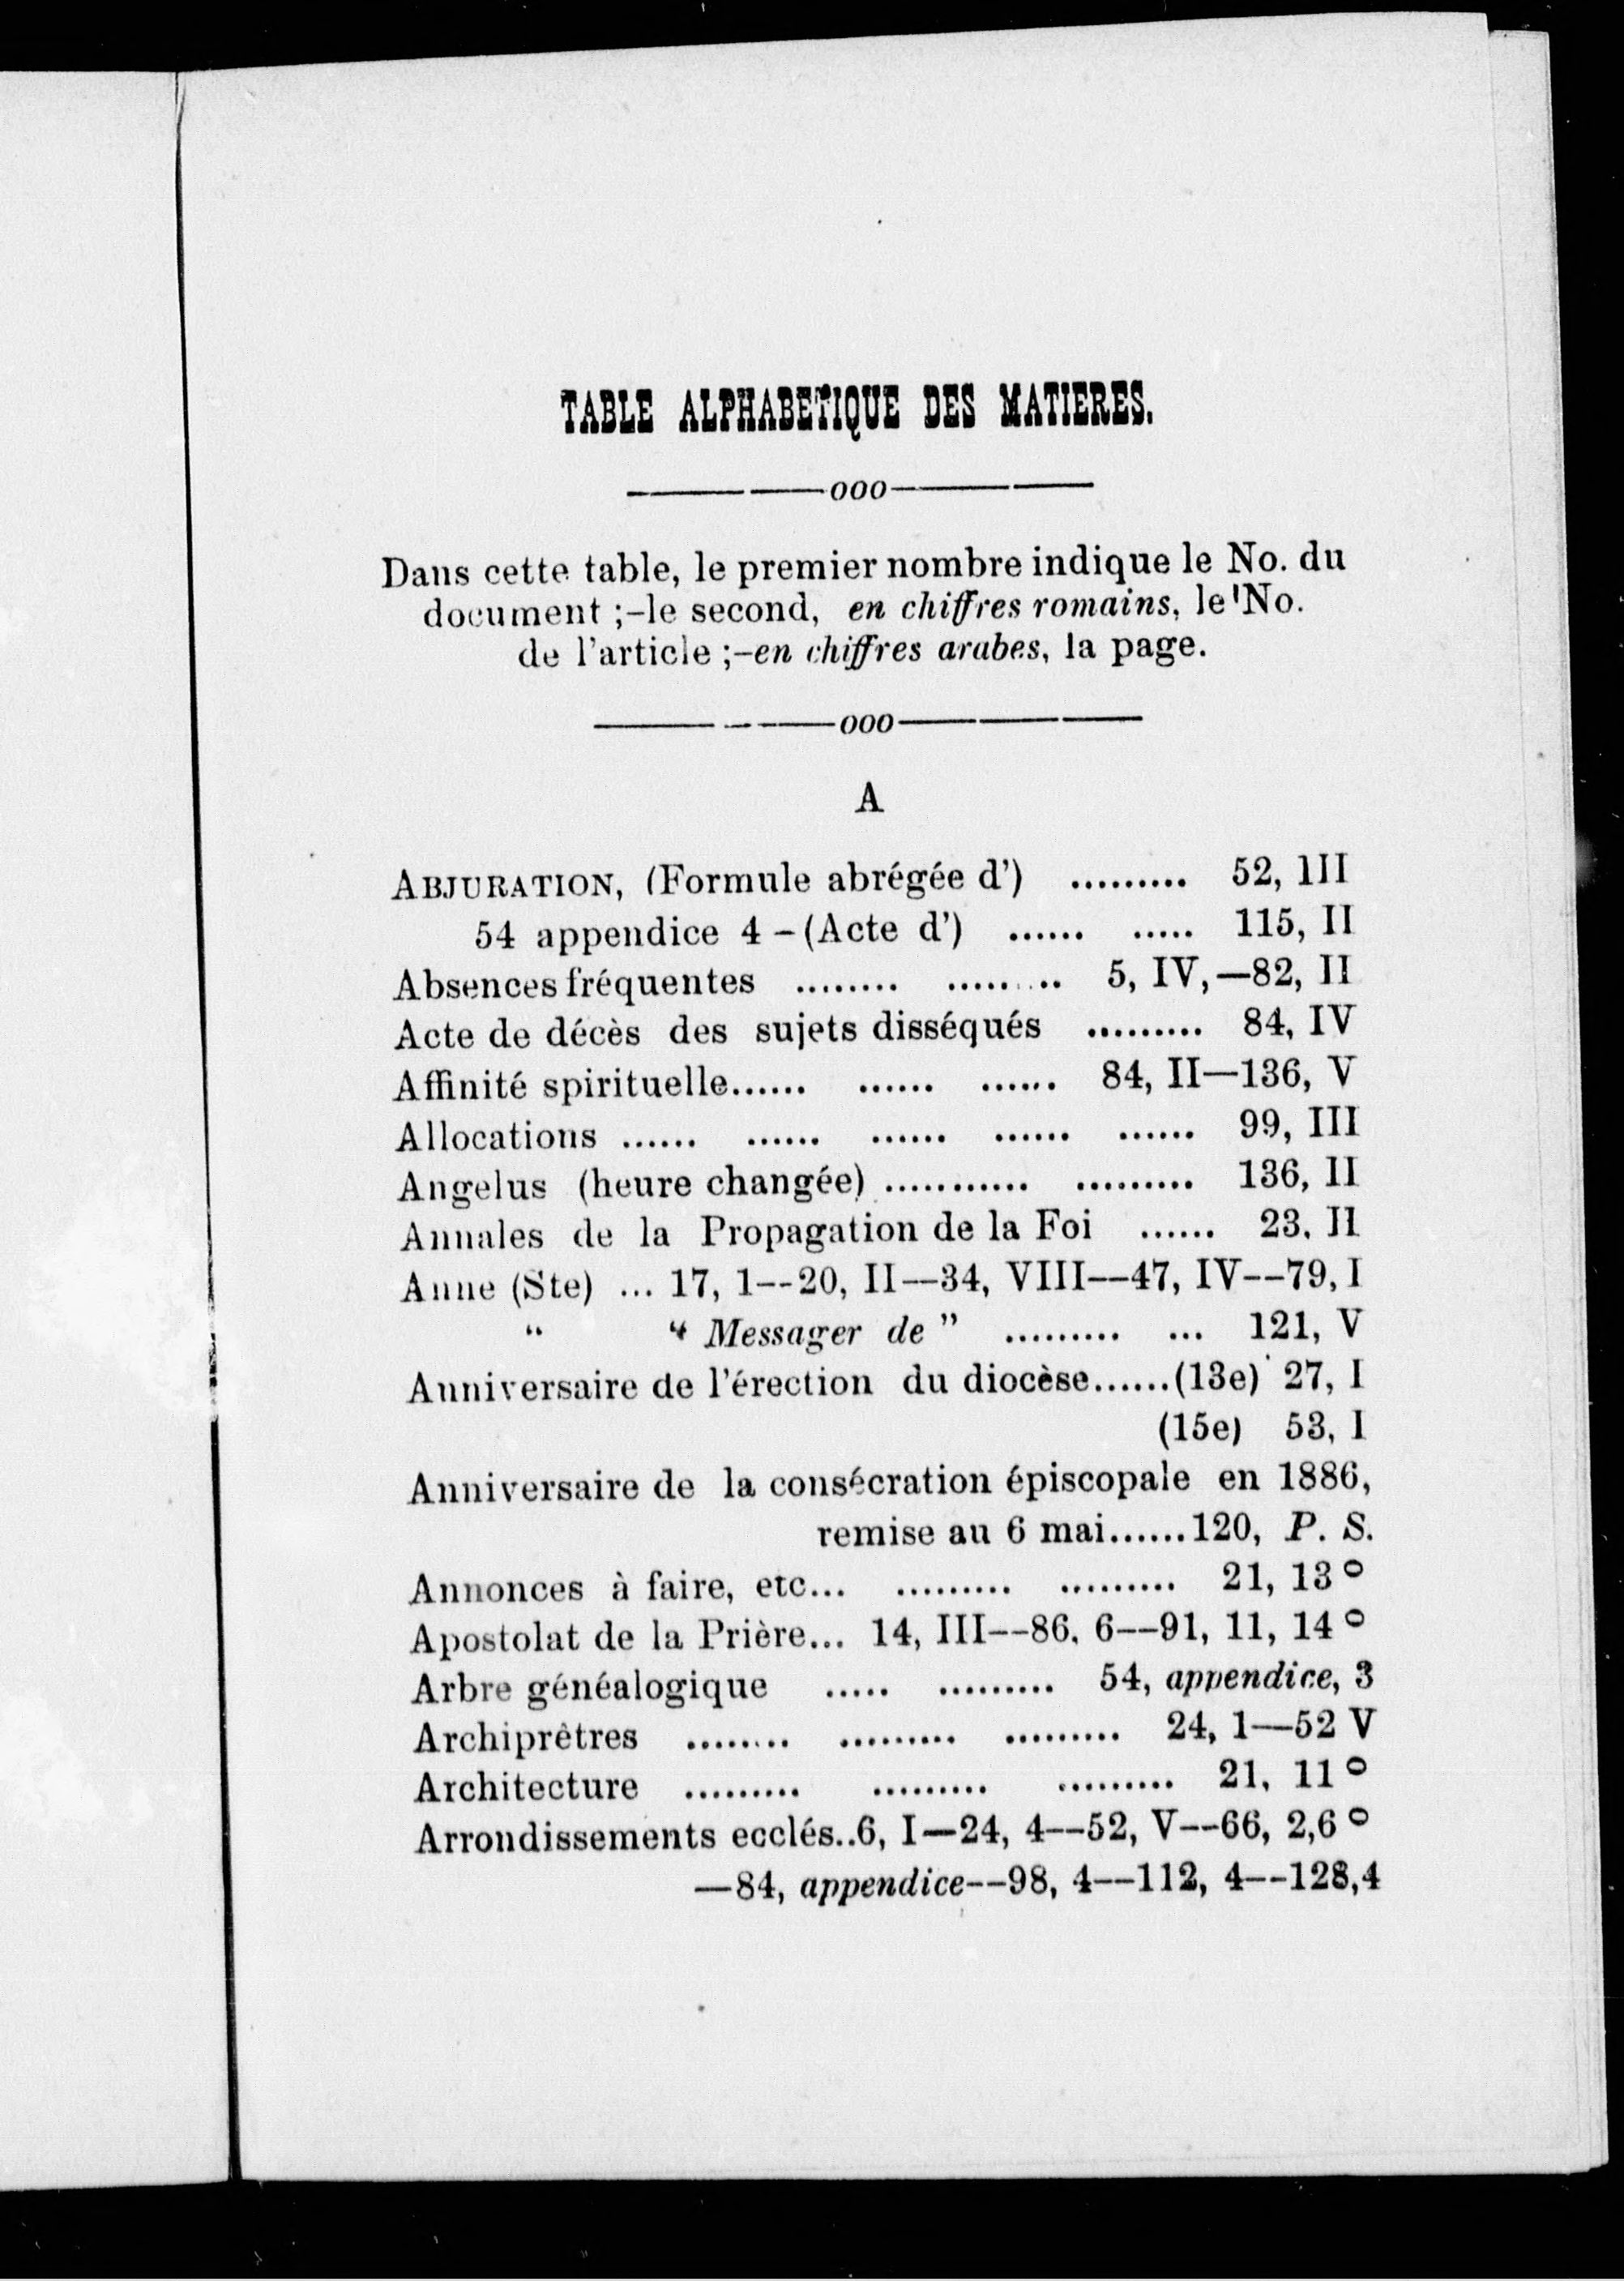 TABLE ALPHABETIQUE DES MATIERES.
———ooo———
Dans cette table, le premier nombre indique le No. du
document ;-le second, en chiffres romains, le No.
de l'article ;-en chiffres arabes, la page.
———ooo———
A
ABJURATION, (Formule abrégée d') ......... 52, III
54 appendice 4 -(Acte d') ...... ..... 115, II
Absences fréquentes ........ ......... 5, IV,—82, II
Acte de décès des sujets disséqués ......... 84, IV
Affinité spirituelle...... ...... ...... 84, II—136, V
Allocations ...... ...... ...... ...... ...... 99, III
Angelus (heure changée) ........... ......... 136, II
Annales de la Propagation de la Foi ...... 23, II
Anne (Ste) ... 17, 1--20, II—34, VIII—47, IV--79, I
“ “ Messager de ” ......... ... 121, V
Anniversaire de l'érection du diocèse......(13e) 27, I
(15e) 53, I
Anniversaire de la consécration épiscopale en 1886,
remise au 6 mai......120, P. S.
Annonces à faire, etc... ......... ......... 21, 13°
Apostolat de la Prière... 14, III--86, 6--91, 11, 14°
Arbre généalogique ..... ......... 54, appendice, 3
Archiprêtres ........ ......... ......... 24, 1—52 V
Architecture ......... ......... ......... 21, 11°
Arrondissements ecclés..6, I—24, 4--52, V--66, 2,6°
—84, appendice--98, 4--112, 4--128,4